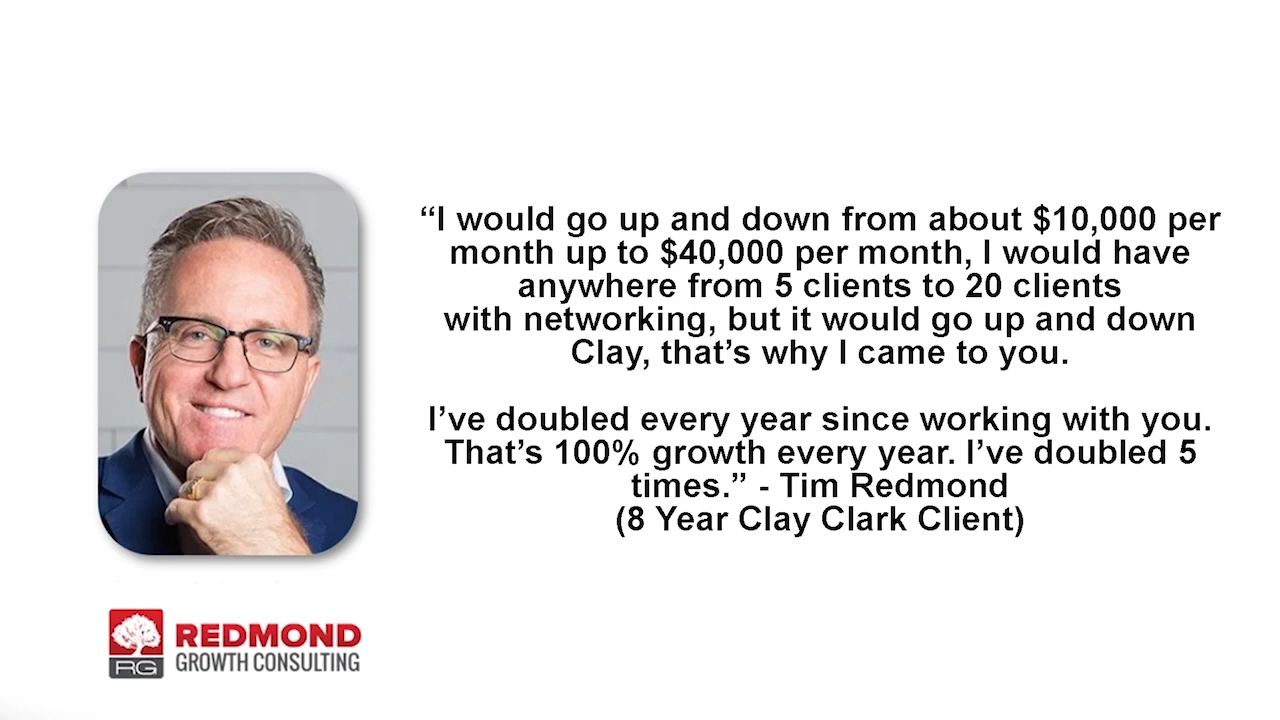 “I would go up and down from about $10,000 per
month up to $40,000 per month, I would have
anywhere from 5 clients to 20 clients
with networking, but it would go up and down
Clay, that’s why I came to you.
I’ve doubled every year since working with you.
That’s 100% growth every year. I’ve doubled 5
times.” - Tim Redmond
(8 Year Clay Clark Client)
RG
REDMOND
GROWTH CONSULTING